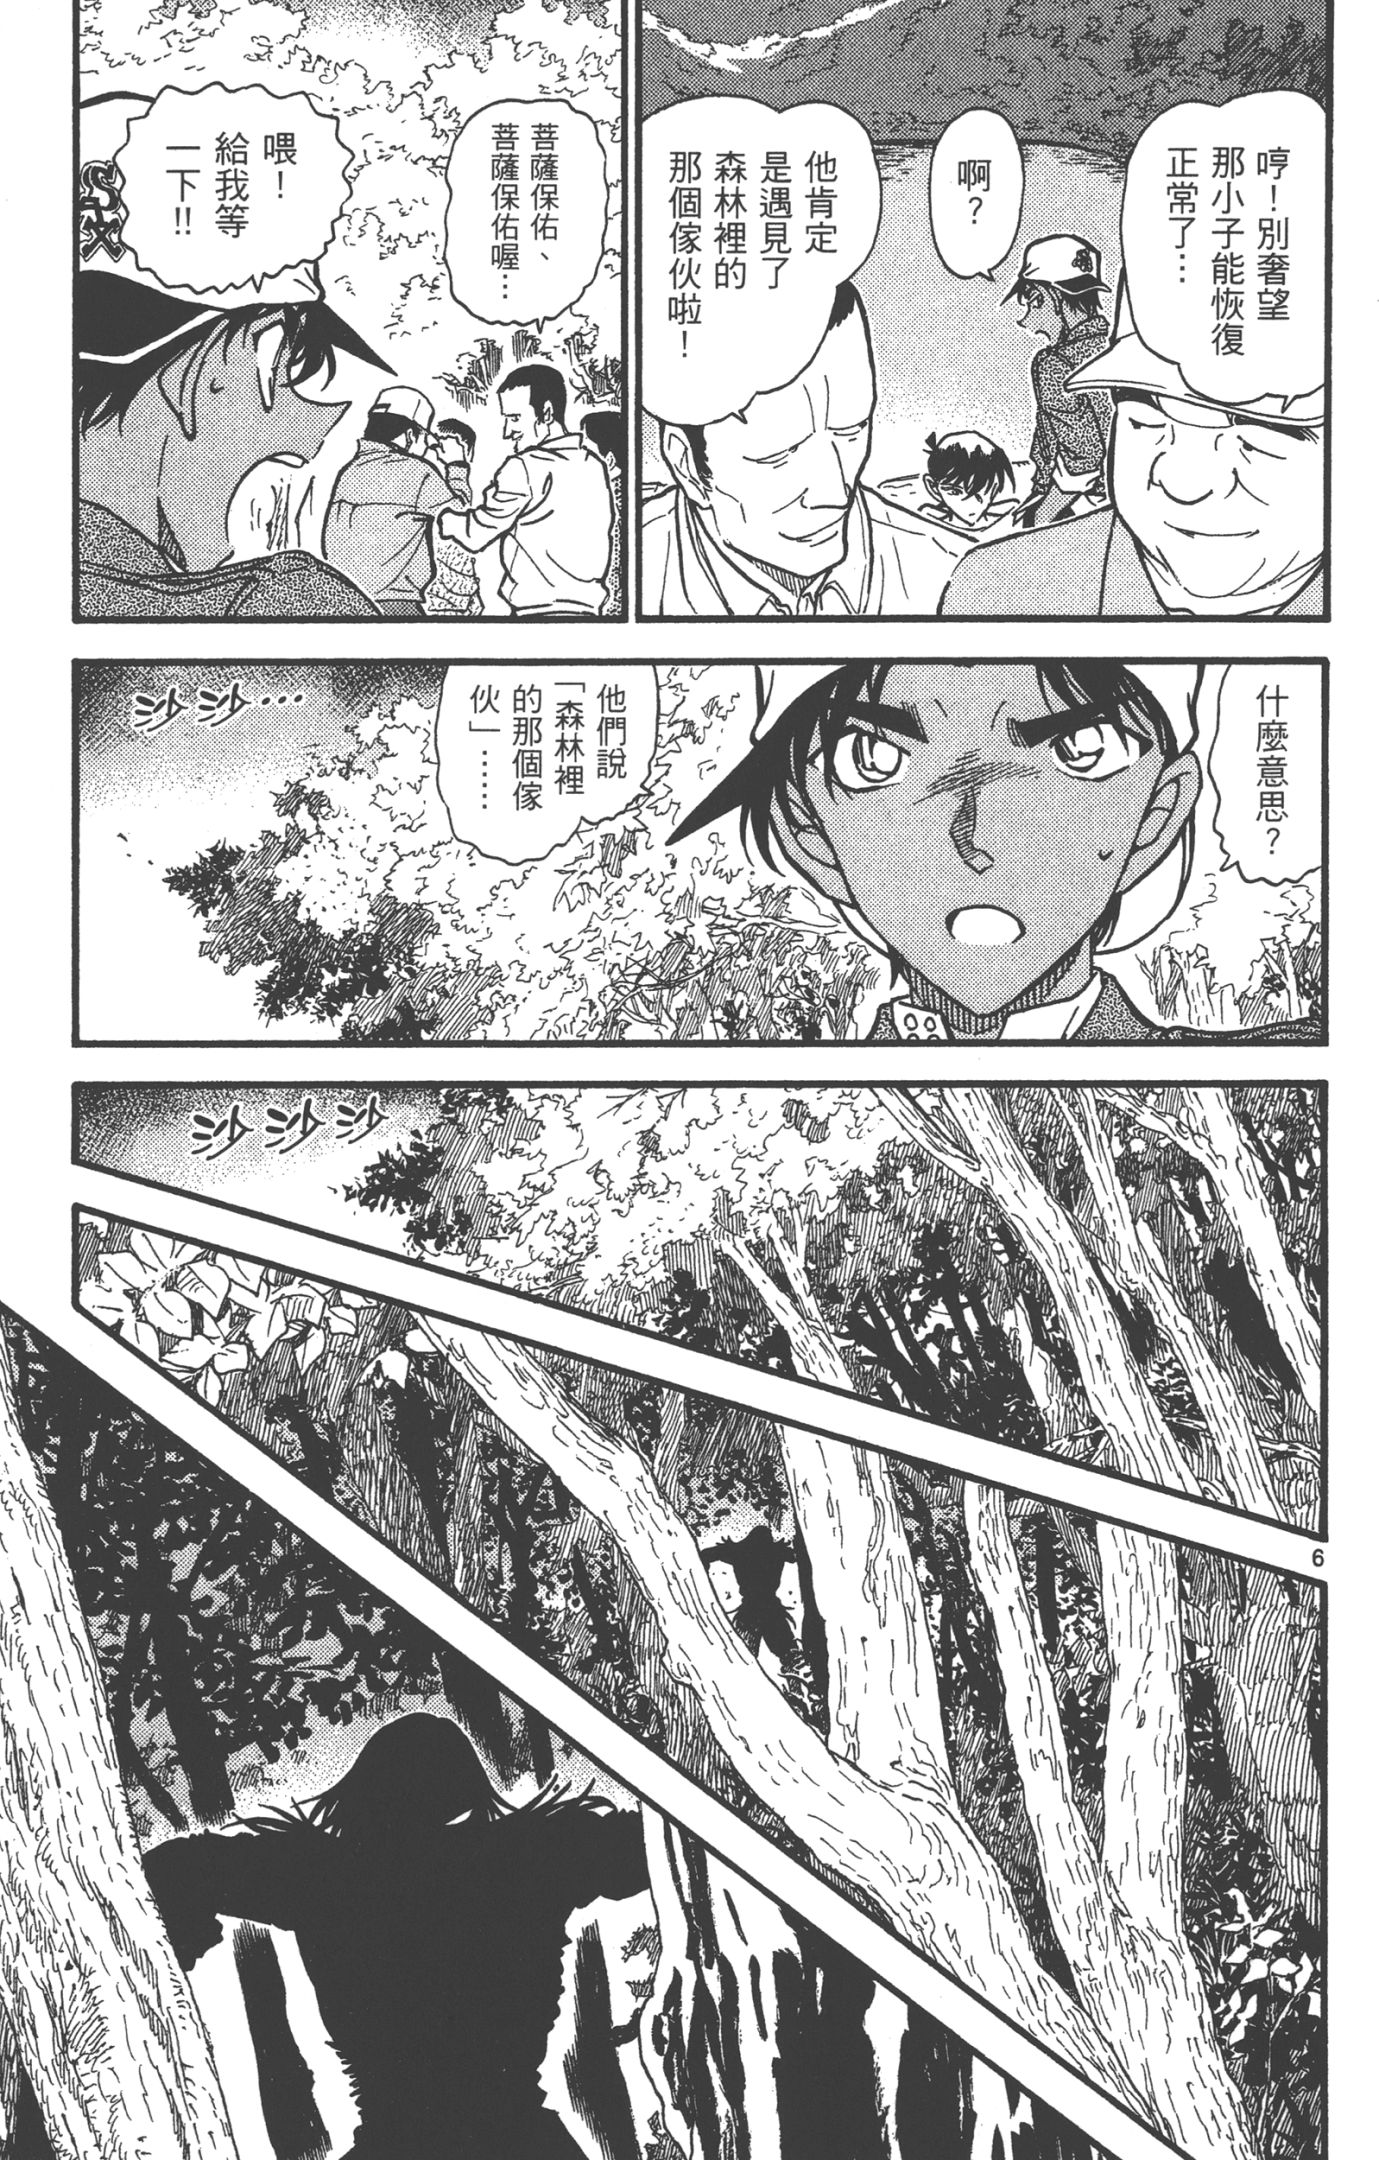 哼！別奢望
那小子能恢復
正常了…
啊？
他肯定
是遇見了
森林裡的
那個傢伙啦！
菩薩保佑、
菩薩保佑喔…
喂！
給我等
一下!!
什麼意思？
他們說
「森林裡
的那個傢
伙」……
沙沙…
沙沙沙
6